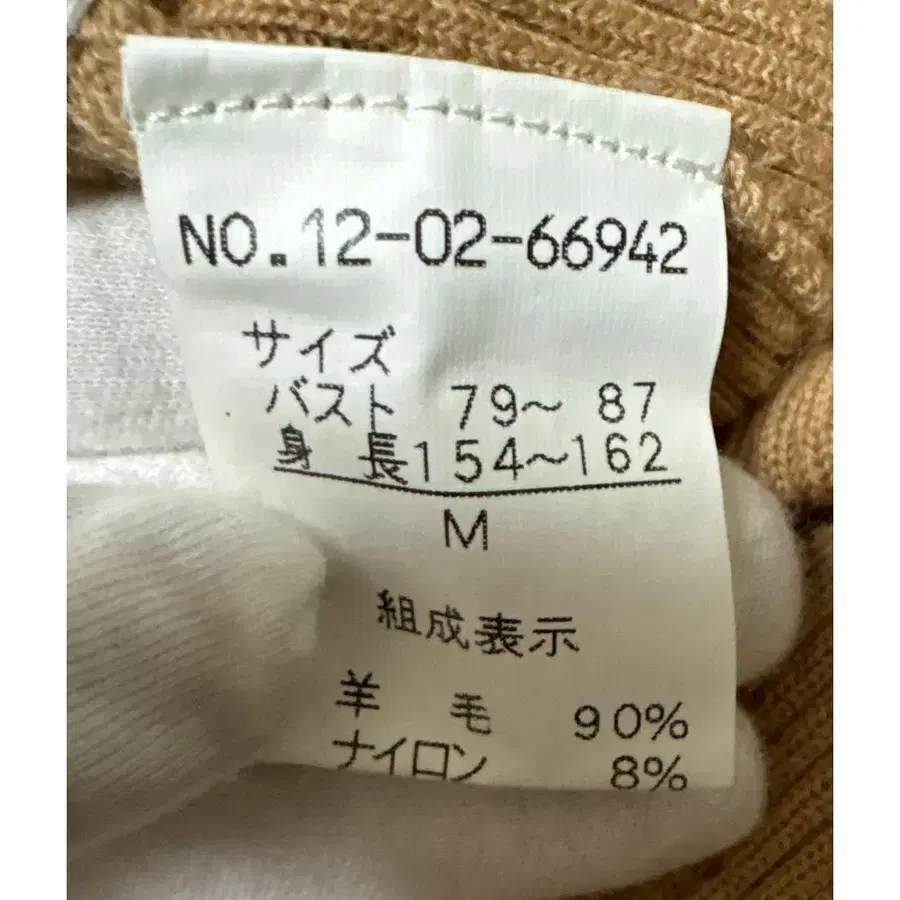 NO.12-02-66942
サイズ
バスト 79～ 87
身 長154～162
M
組成表示
羊 毛 90%
ナイロン 8%